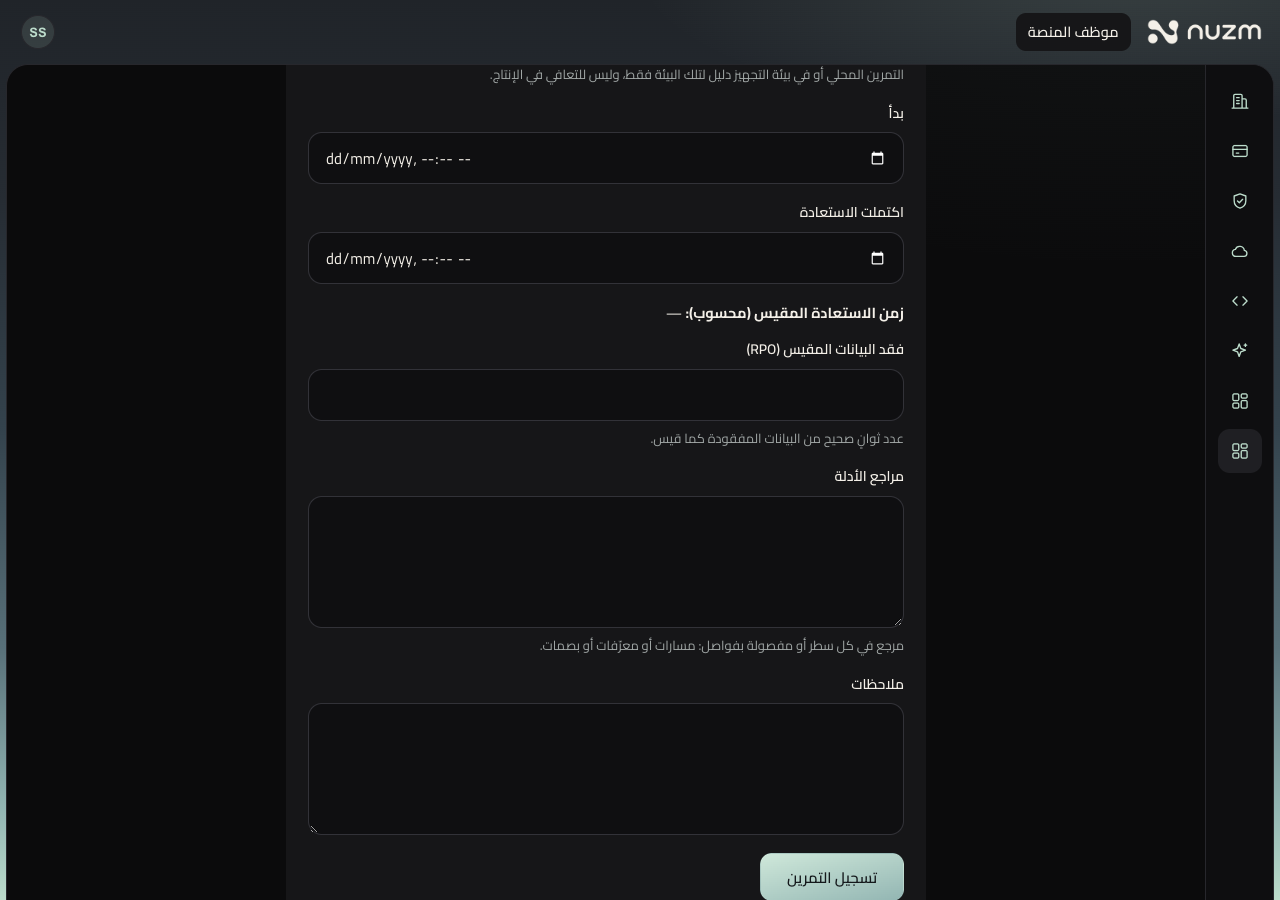 nuzm
موظف المنصة
SS
التمرين المحلي أو في بيئة التجهيز دليل لتلك البيئة فقط، وليس للتعافي في الإنتاج.
بدأ
dd/mm/yyyy, --:-- --
اكتملت الاستعادة
dd/mm/yyyy, --:-- --
زمن الاستعادة المقيس (محسوب): —
فقد البيانات المقيس (RPO)
عدد ثوانٍ صحيح من البيانات المفقودة كما قيس.
مراجع الأدلة
مرجع في كل سطر أو مفصولة بفواصل: مسارات أو معرّفات أو بصمات.
ملاحظات
تسجيل التمرين